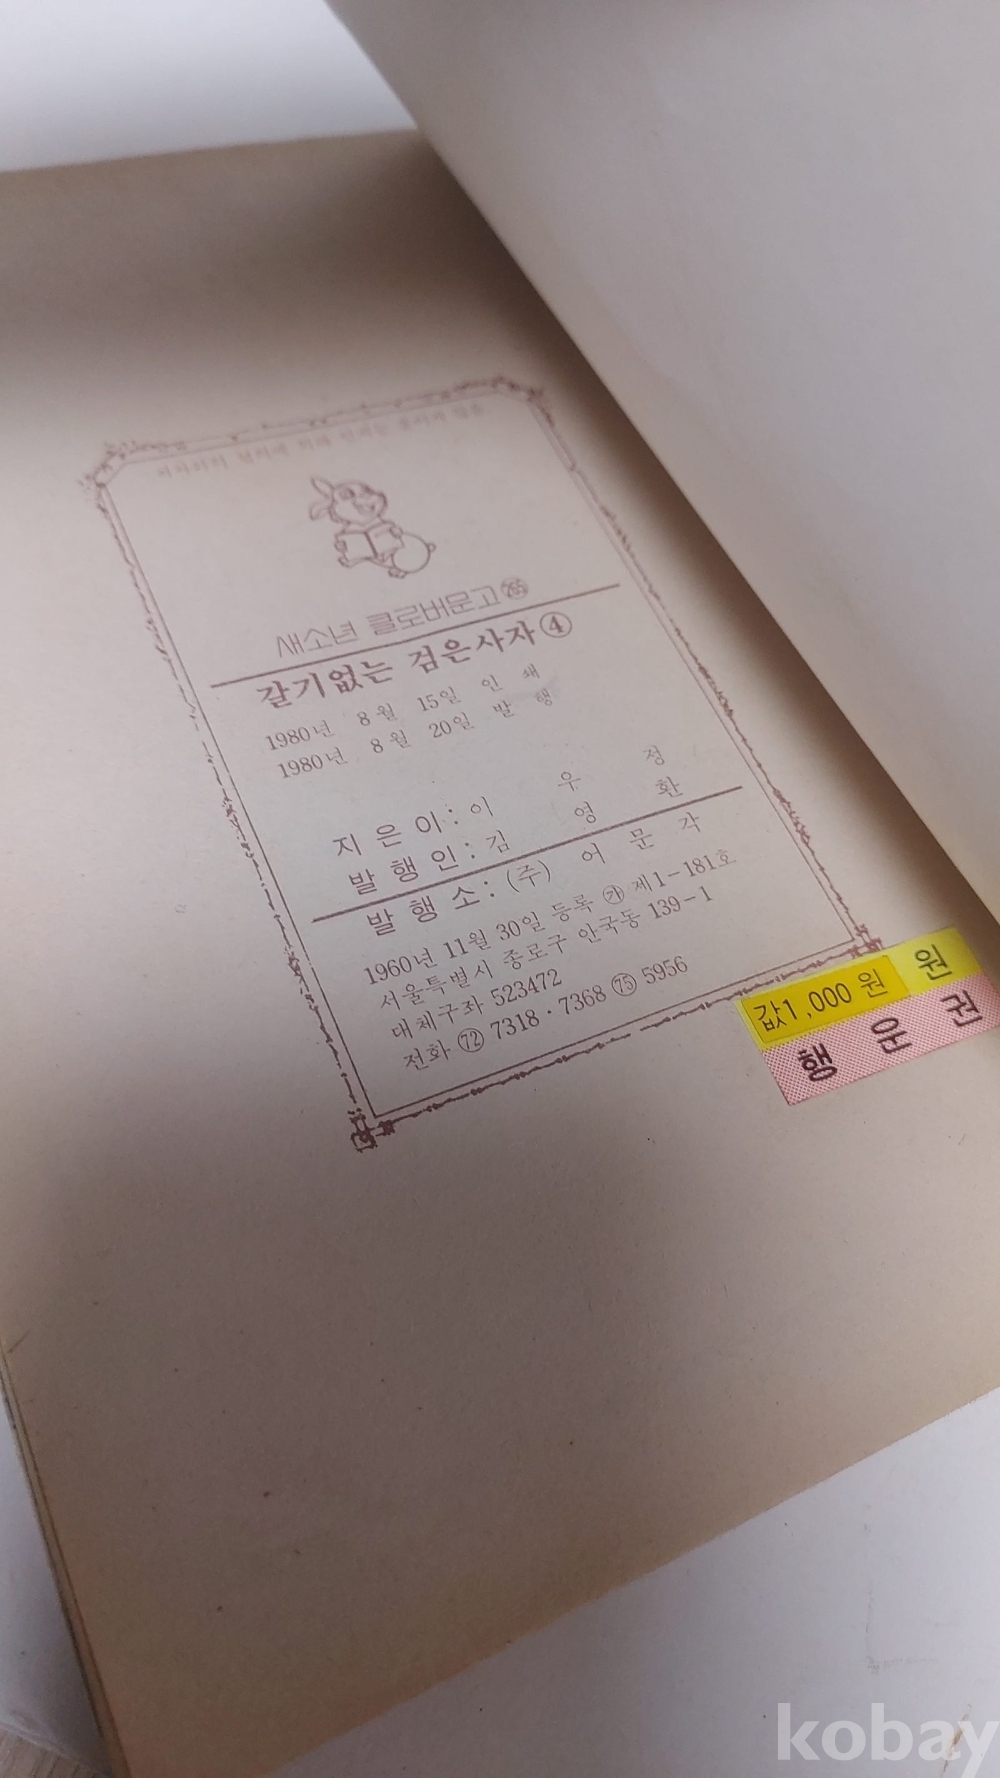 새소년 클로버문고
갈기없는 검은사자④
1980년 8월 15일 인쇄
1980년 8월 20일 발행
지은이: 이우정
발행인: 김영환
발행소: (주) 어문각
1960년 11월 30일 등록 ㉮ 제1-181호
서울특별시 종로구 안국동 139-1
대체구좌 523472
전화 ㉒ 7318·7368 ㉕ 5956
값1,000원 원
행운권
kobay